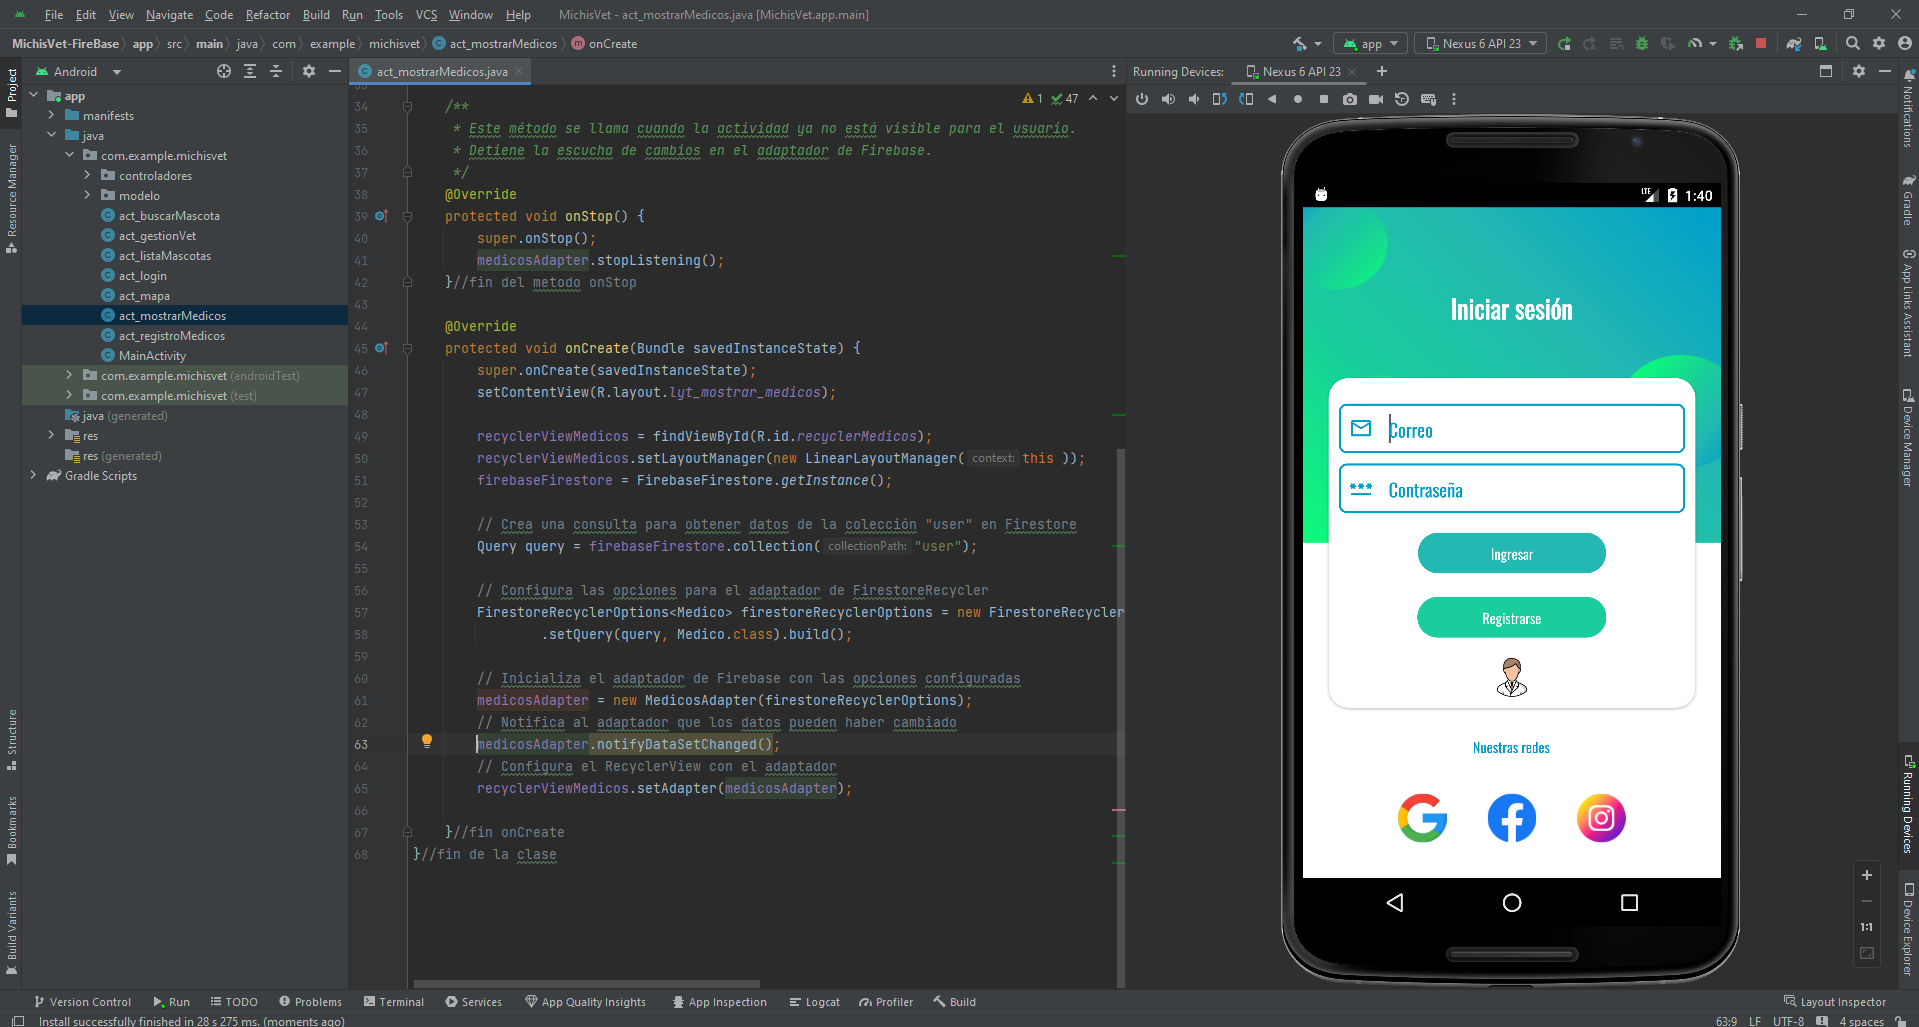 File Edit View Navigate Code Refactor Build Run Tools VCS Window Help MichisVet - act_mostrarMedicos.java [MichisVet.app.main]
MichisVet-FireBase app src main java com example michisvet act_mostrarMedicos onCreate app Nexus 6 API 23
Android act_mostrarMedicos.java Running Devices: Nexus 6 API 23
Project
Resource Manager
Structure
Bookmarks
Build Variants
app
manifests
java
com.example.michisvet
controladores
modelo
act_buscarMascota
act_gestionVet
act_listaMascotas
act_login
act_mapa
act_mostrarMedicos
act_registroMedicos
MainActivity
com.example.michisvet (androidTest)
com.example.michisvet (test)
java (generated)
res
res (generated)
Gradle Scripts
1 47
34 /**
35 * Este método se llama cuando la actividad ya no está visible para el usuario.
36 * Detiene la escucha de cambios en el adaptador de Firebase.
37 */
38 @Override
39 protected void onStop() {
40 super.onStop();
41 medicosAdapter.stopListening();
42 }//fin del metodo onStop
43
44 @Override
45 protected void onCreate(Bundle savedInstanceState) {
46 super.onCreate(savedInstanceState);
47 setContentView(R.layout.lyt_mostrar_medicos);
48
49 recyclerViewMedicos = findViewById(R.id.recyclerMedicos);
50 recyclerViewMedicos.setLayoutManager(new LinearLayoutManager( context: this ));
51 firebaseFirestore = FirebaseFirestore.getInstance();
52
53 // Crea una consulta para obtener datos de la colección "user" en Firestore
54 Query query = firebaseFirestore.collection( collectionPath: "user");
55
56 // Configura las opciones para el adaptador de FirestoreRecycler
57 FirestoreRecyclerOptions<Medico> firestoreRecyclerOptions = new FirestoreRecycler
58 .setQuery(query, Medico.class).build();
59
60 // Inicializa el adaptador de Firebase con las opciones configuradas
61 medicosAdapter = new MedicosAdapter(firestoreRecyclerOptions);
62 // Notifica al adaptador que los datos pueden haber cambiado
63 medicosAdapter.notifyDataSetChanged();
64 // Configura el RecyclerView con el adaptador
65 recyclerViewMedicos.setAdapter(medicosAdapter);
66
67 }//fin onCreate
68 }//fin de la clase
LTE 1:40
Iniciar sesión
Correo
*** Contraseña
Ingresar
Registrarse
Nuestras redes
1:1
Notifications
Gradle
App Links Assistant
Device Manager
Running Devices
Device Explorer
Version Control Run TODO Problems Terminal Services App Quality Insights App Inspection Logcat Profiler Build Layout Inspector
Install successfully finished in 28 s 275 ms. (moments ago) 63:9 LF UTF-8 4 spaces